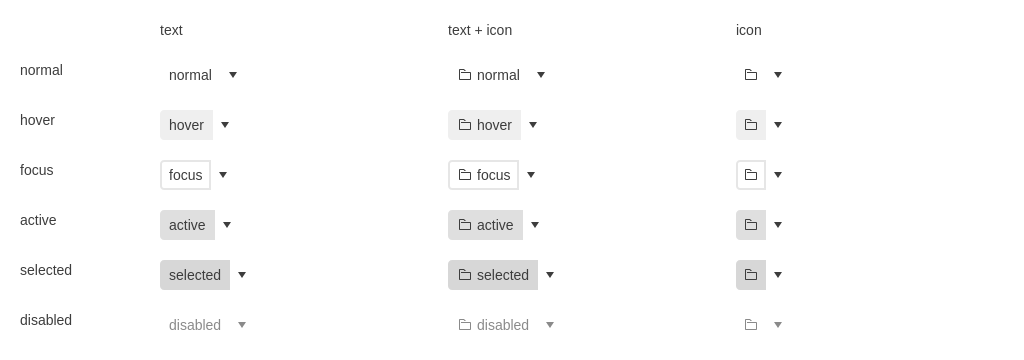 text text + icon icon
normal normal normal
hover hover hover
focus focus focus
active active active
selected selected selected
disabled disabled disabled